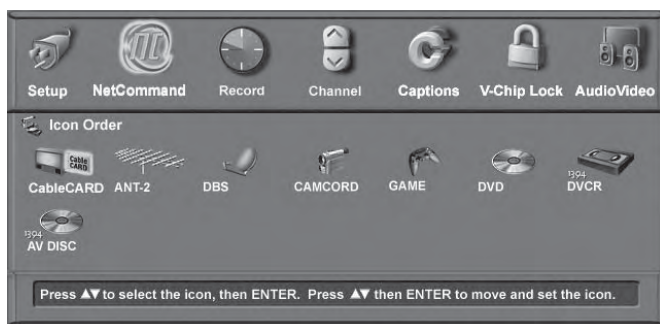 Setup NetCommand Record Channel Captions V-Chip Lock AudioVideo
Icon Order
Cable CARD
CableCARD ANT-2 DBS CAMCORD GAME DVD 1394 DVCR
1394
AV DISC
Press ▲▼ to select the icon, then ENTER. Press ▲▼ then ENTER to move and set the icon.